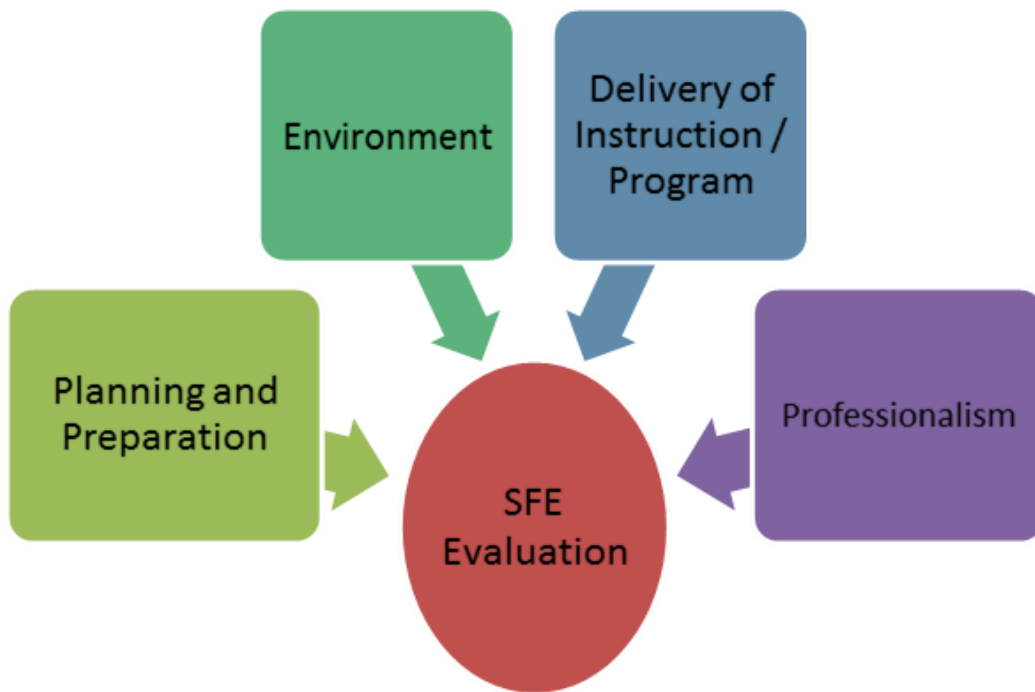 Environment
Delivery of
Instruction /
Program
Planning and
Preparation
Professionalism
SFE
Evaluation